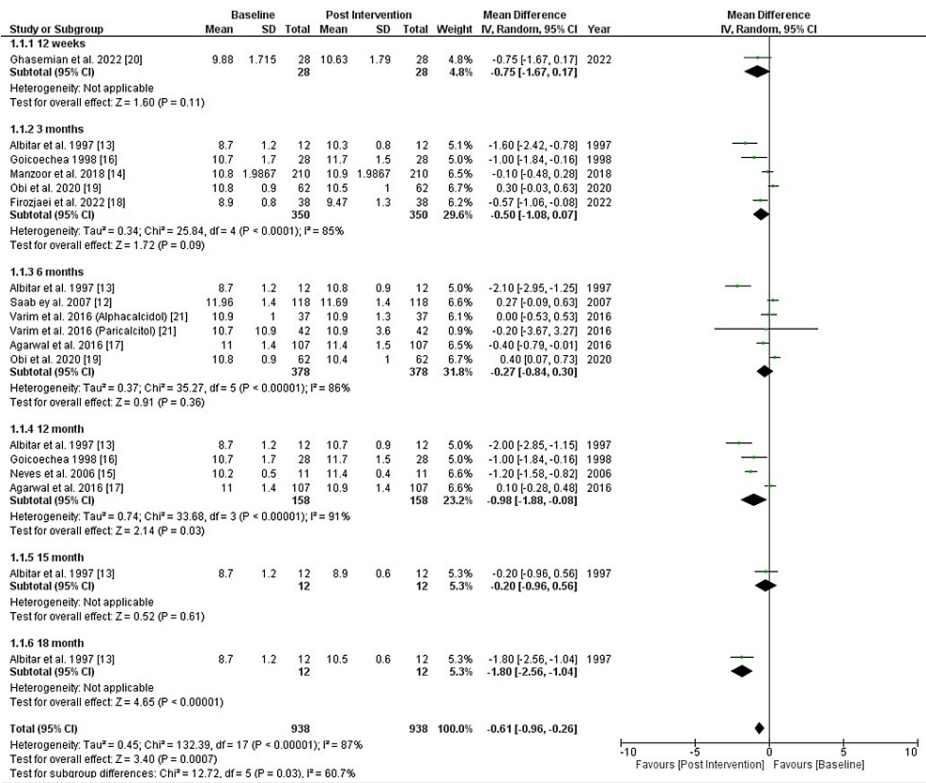 Baseline Post Intervention Mean Difference Mean Difference
Study or Subgroup Mean SD Total Mean SD Total Weight IV, Random, 95% CI Year IV, Random, 95% CI
1.1.1 12 weeks
Ghasemian et al. 2022 [20] 9.88 1.715 28 10.63 1.79 28 4.8% -0.75 [-1.67, 0.17] 2022
Subtotal (95% CI) 28 28 4.8% -0.75 [-1.67, 0.17]
Heterogeneity: Not applicable
Test for overall effect: Z = 1.60 (P = 0.11)
1.1.2 3 months
Albitar et al. 1997 [13] 8.7 1.2 12 10.3 0.8 12 5.1% -1.60 [-2.42, -0.78] 1997
Goicoechea 1998 [16] 10.7 1.7 28 11.7 1.5 28 5.0% -1.00 [-1.84, -0.16] 1998
Manzoor et al. 2018 [14] 10.8 1.9867 210 10.9 1.9867 210 6.6% -0.10 [-0.48, 0.28] 2018
Obi et al. 2020 [19] 10.8 0.9 62 10.5 1 62 6.7% 0.30 [-0.03, 0.63] 2020
Firozjaei et al. 2022 [18] 8.9 0.8 38 9.47 1.3 38 6.2% -0.57 [-1.06, -0.08] 2022
Subtotal (95% CI) 350 350 29.6% -0.50 [-1.08, 0.07]
Heterogeneity: Tau² = 0.34; Chi² = 25.84, df = 4 (P < 0.0001); I² = 85%
Test for overall effect: Z = 1.72 (P = 0.09)
1.1.3 6 months
Albitar et al. 1997 [13] 8.7 1.2 12 10.8 0.9 12 5.0% -2.10 [-2.95, -1.25] 1997
Saab ey al. 2007 [12] 11.96 1.4 118 11.69 1.4 118 6.6% 0.27 [-0.09, 0.63] 2007
Varim et al. 2016 (Alphacalcidol) [21] 10.9 1 37 10.9 1.3 37 6.1% 0.00 [-0.53, 0.53] 2016
Varim et al. 2016 (Paricalcitol) [21] 10.7 10.9 42 10.9 3.6 42 0.9% -0.20 [-3.67, 3.27] 2016
Agarwal et al. 2016 [17] 11 1.4 107 11.4 1.5 107 6.5% -0.40 [-0.79, -0.01] 2016
Obi et al. 2020 [19] 10.8 0.9 62 10.4 1 62 6.7% 0.40 [0.07, 0.73] 2020
Subtotal (95% CI) 378 378 31.8% -0.27 [-0.84, 0.30]
Heterogeneity: Tau² = 0.37; Chi² = 35.27, df = 5 (P < 0.00001); I² = 86%
Test for overall effect: Z = 0.91 (P = 0.36)
1.1.4 12 month
Albitar et al. 1997 [13] 8.7 1.2 12 10.7 0.9 12 5.0% -2.00 [-2.85, -1.15] 1997
Goicoechea 1998 [16] 10.7 1.7 28 11.7 1.5 28 5.0% -1.00 [-1.84, -0.16] 1998
Neves et al. 2006 [15] 10.2 0.5 11 11.4 0.4 11 6.6% -1.20 [-1.58, -0.82] 2006
Agarwal et al. 2016 [17] 11 1.4 107 10.9 1.4 107 6.6% 0.10 [-0.28, 0.48] 2016
Subtotal (95% CI) 158 158 23.2% -0.98 [-1.88, -0.08]
Heterogeneity: Tau² = 0.74; Chi² = 33.68, df = 3 (P < 0.00001); I² = 91%
Test for overall effect: Z = 2.14 (P = 0.03)
1.1.5 15 month
Albitar et al. 1997 [13] 8.7 1.2 12 8.9 0.6 12 5.3% -0.20 [-0.96, 0.56] 1997
Subtotal (95% CI) 12 12 5.3% -0.20 [-0.96, 0.56]
Heterogeneity: Not applicable
Test for overall effect: Z = 0.52 (P = 0.61)
1.1.6 18 month
Albitar et al. 1997 [13] 8.7 1.2 12 10.5 0.6 12 5.3% -1.80 [-2.56, -1.04] 1997
Subtotal (95% CI) 12 12 5.3% -1.80 [-2.56, -1.04]
Heterogeneity: Not applicable
Test for overall effect: Z = 4.65 (P < 0.00001)
Total (95% CI) 938 938 100.0% -0.61 [-0.96, -0.26]
Heterogeneity: Tau² = 0.45; Chi² = 132.39, df = 17 (P < 0.00001); I² = 87%
Test for overall effect: Z = 3.40 (P = 0.0007)
Test for subgroup differences: Chi² = 12.72, df = 5 (P = 0.03), I² = 60.7%
-10 -5 0 5 10
Favours [Post Intervention] Favours [Baseline]